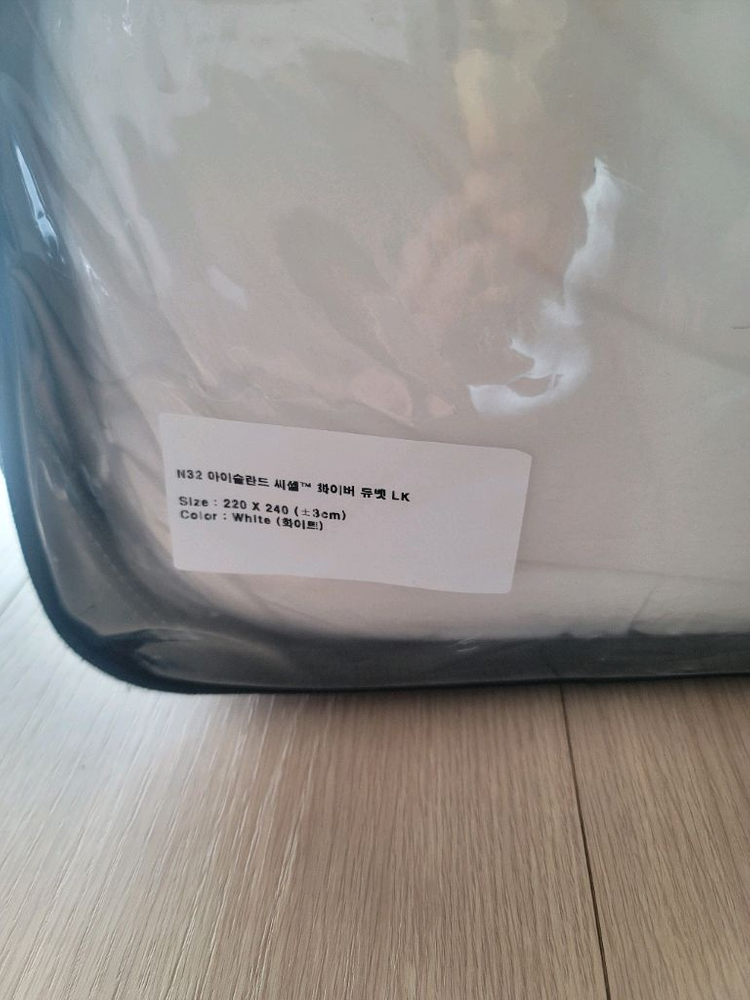 N32 아이슬란드 씨셀™ 화이버 듀벳 LK
Size : 220 X 240 (±3cm)
Color : White (화이트)